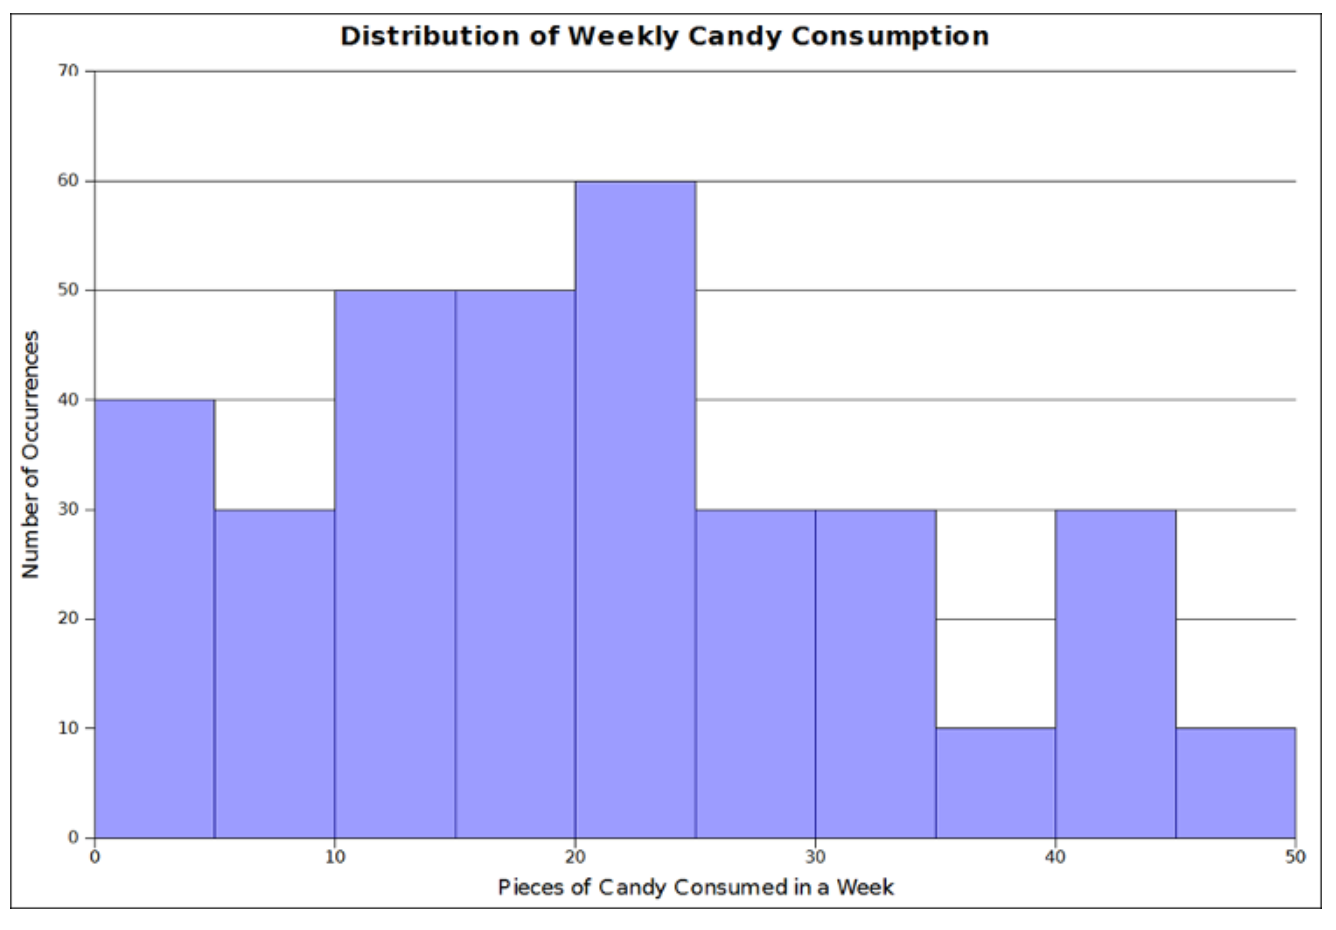 Distribution of Weekly Candy Consumption
70
60
50
40
30
20
10
0
Number of Occurrences
0 10 20 30 40 50
Pieces of Candy Consumed in a Week